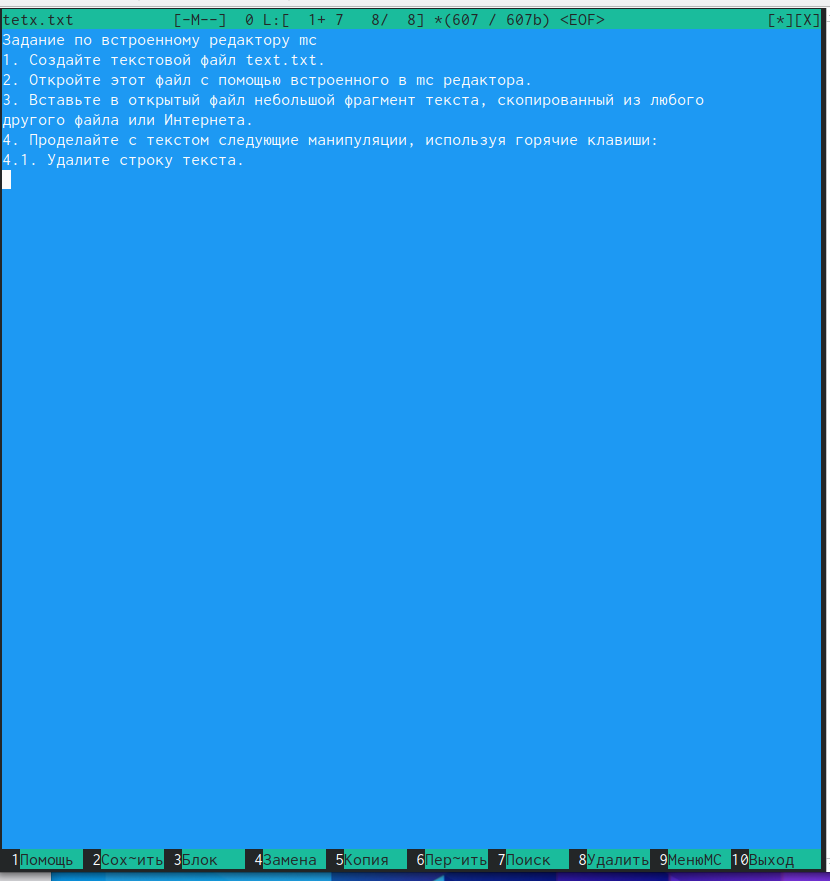 tetx.txt [-M--] 0 L:[ 1+ 7 8/ 8] *(607 / 607b) <EOF> [*][X]
Задание по встроенному редактору mc
1. Создайте текстовой файл text.txt.
2. Откройте этот файл с помощью встроенного в mc редактора.
3. Вставьте в открытый файл небольшой фрагмент текста, скопированный из любого
другого файла или Интернета.
4. Проделайте с текстом следующие манипуляции, используя горячие клавиши:
4.1. Удалите строку текста.
1Помощь 2Сох~ить 3Блок 4Замена 5Копия 6Пер~ить 7Поиск 8Удалить 9МенюMC 10Выход